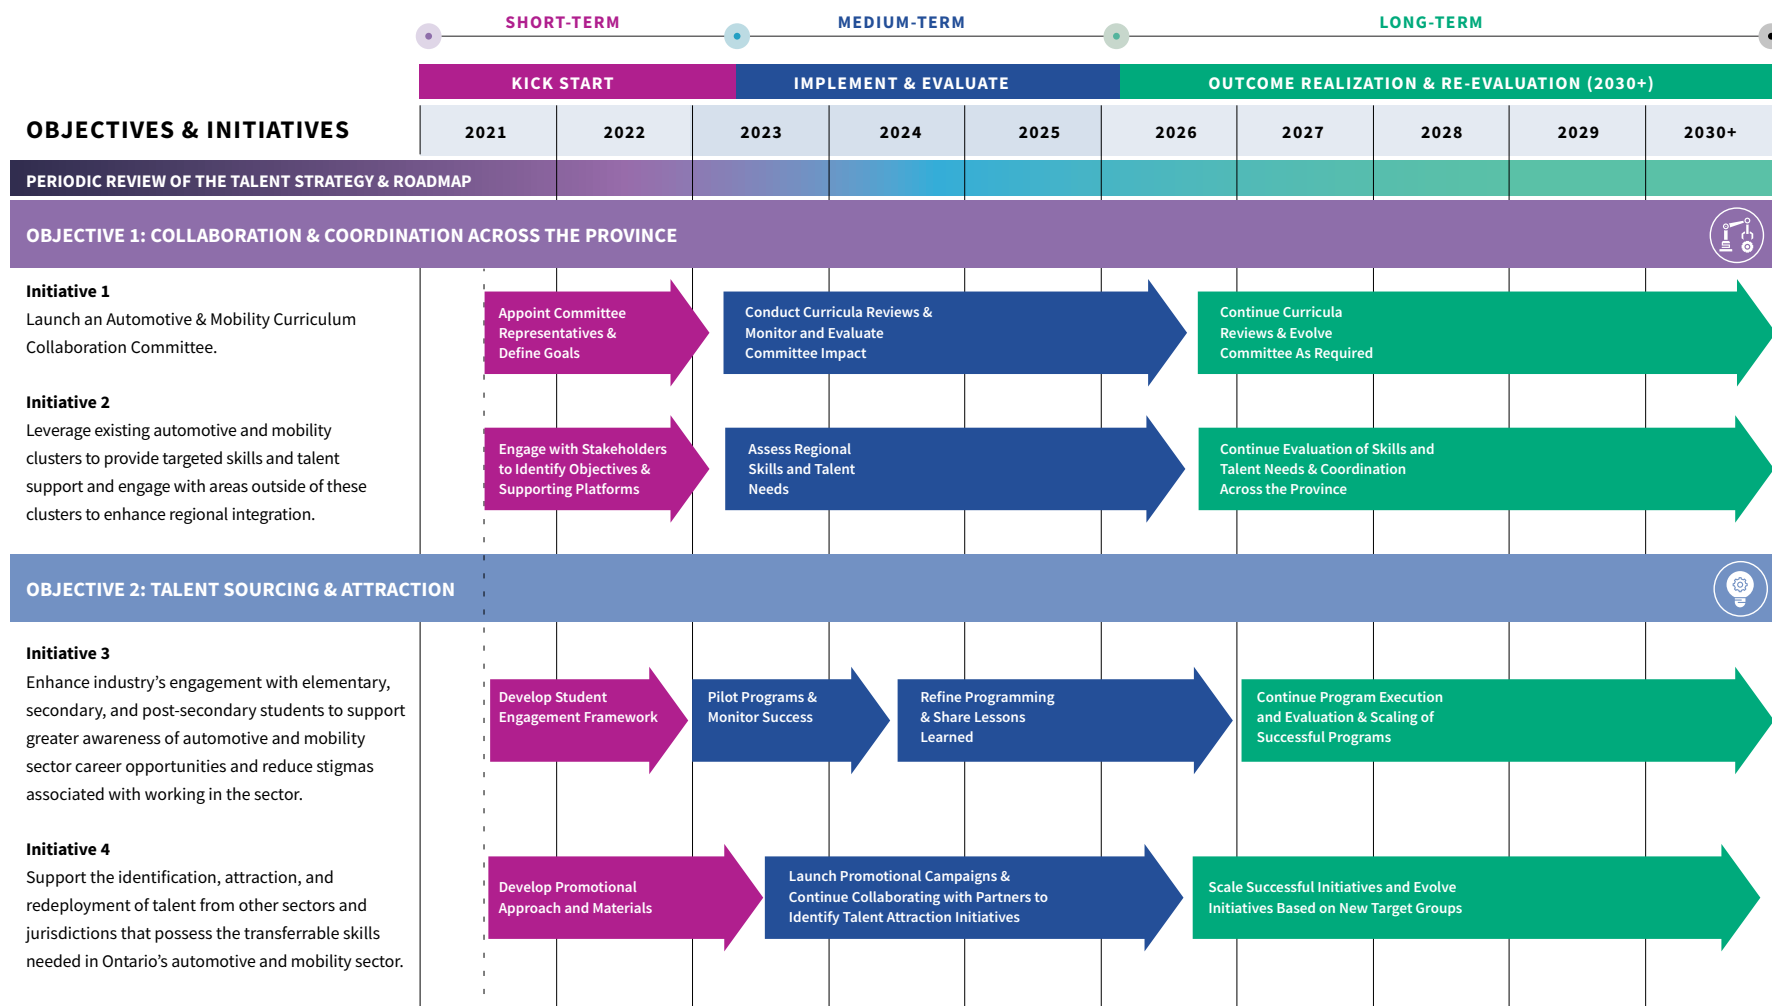 SHORT-TERM
MEDIUM-TERM
LONG-TERM
KICK START
IMPLEMENT & EVALUATE
OUTCOME REALIZATION & RE-EVALUATION (2030+)
OBJECTIVES & INITIATIVES
2021
2022
2023
2024
2025
2026
2027
2028
2029
2030+
PERIODIC REVIEW OF THE TALENT STRATEGY & ROADMAP
OBJECTIVE 1: COLLABORATION & COORDINATION ACROSS THE PROVINCE
Initiative 1
Launch an Automotive & Mobility Curriculum
Collaboration Committee.
Appoint Committee
Representatives &
Define Goals
Conduct Curricula Reviews &
Monitor and Evaluate
Committee Impact
Continue Curricula
Reviews & Evolve
Committee As Required
Initiative 2
Leverage existing automotive and mobility
clusters to provide targeted skills and talent
support and engage with areas outside of these
clusters to enhance regional integration.
Engage with Stakeholders
to Identify Objectives &
Supporting Platforms
Assess Regional
Skills and Talent
Needs
Continue Evaluation of Skills and
Talent Needs & Coordination
Across the Province
OBJECTIVE 2: TALENT SOURCING & ATTRACTION
Initiative 3
Enhance industry's engagement with elementary,
secondary, and post-secondary students to support
greater awareness of automotive and mobility
sector career opportunities and reduce stigmas
associated with working in the sector.
Develop Student
Engagement Framework
Pilot Programs &
Monitor Success
Refine Programming
& Share Lessons
Learned
Continue Program Execution
and Evaluation & Scaling of
Successful Programs
Initiative 4
Support the identification, attraction, and
redeployment of talent from other sectors and
jurisdictions that possess the transferrable skills
needed in Ontario's automotive and mobility sector.
Develop Promotional
Approach and Materials
Launch Promotional Campaigns &
Continue Collaborating with Partners to
Identify Talent Attraction Initiatives
Scale Successful Initiatives and Evolve
Initiatives Based on New Target Groups